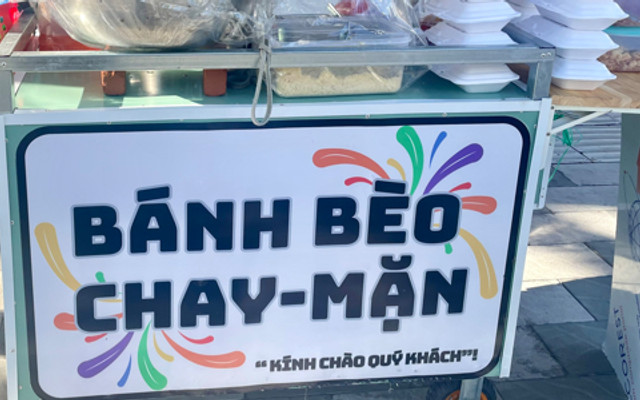 BÁNH BÈO
CHAY-MẶN
“KÍNH CHÀO QUÝ KHÁCH”!